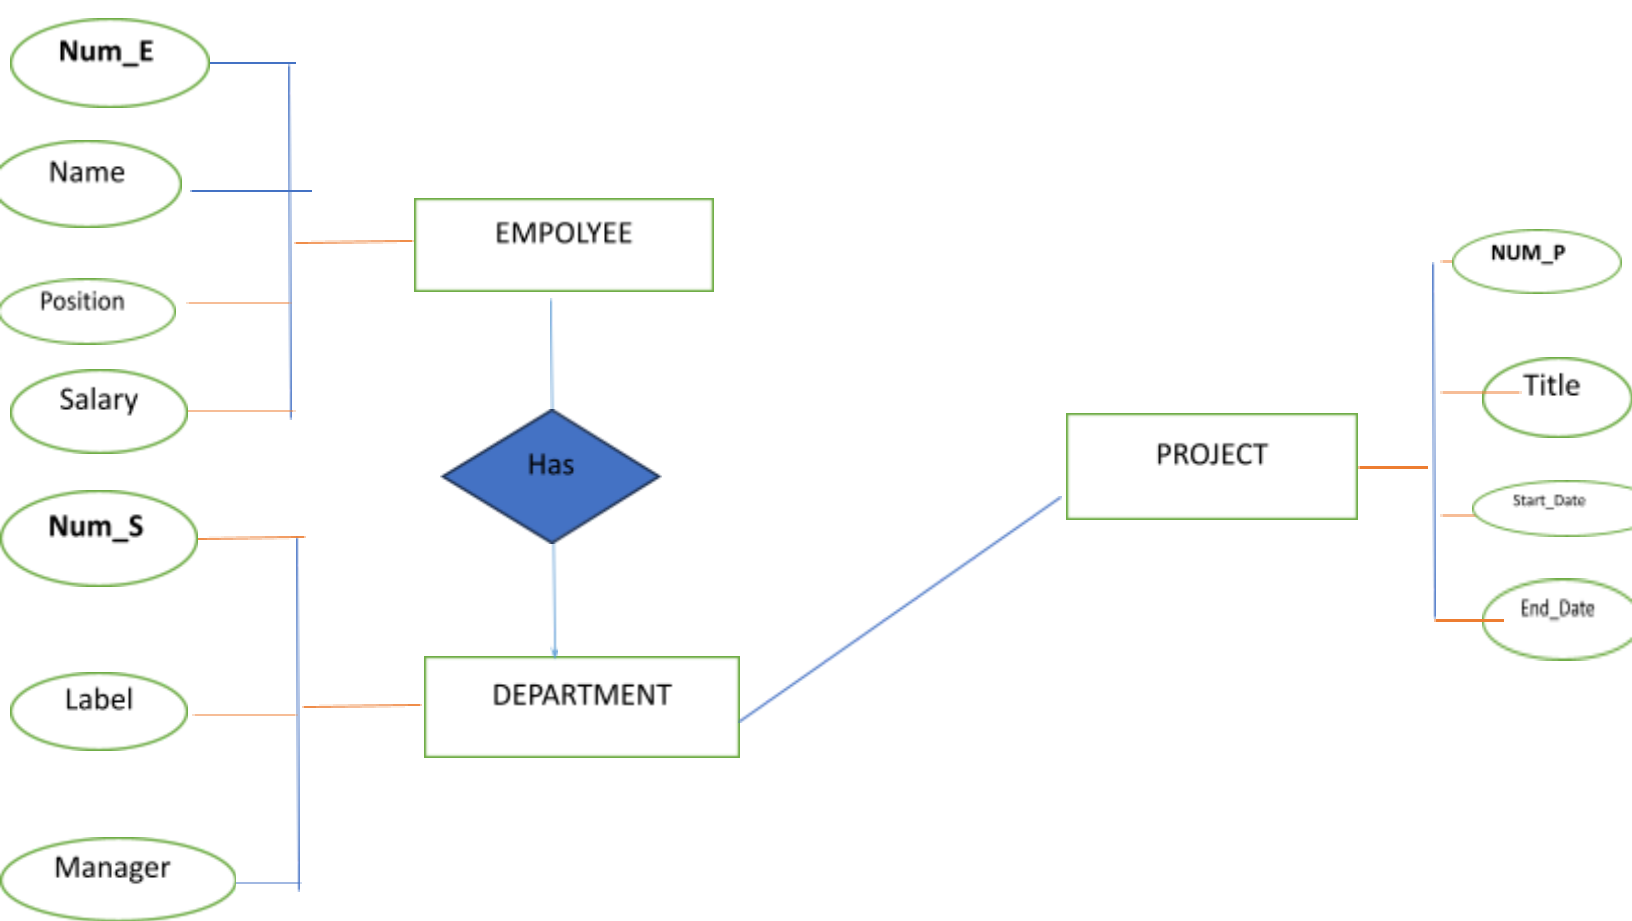 Num_E
Name
Position
Salary
EMPOLYEE
Has
Num_S
Label
Manager
DEPARTMENT
PROJECT
NUM_P
Title
Start_Date
End_Date